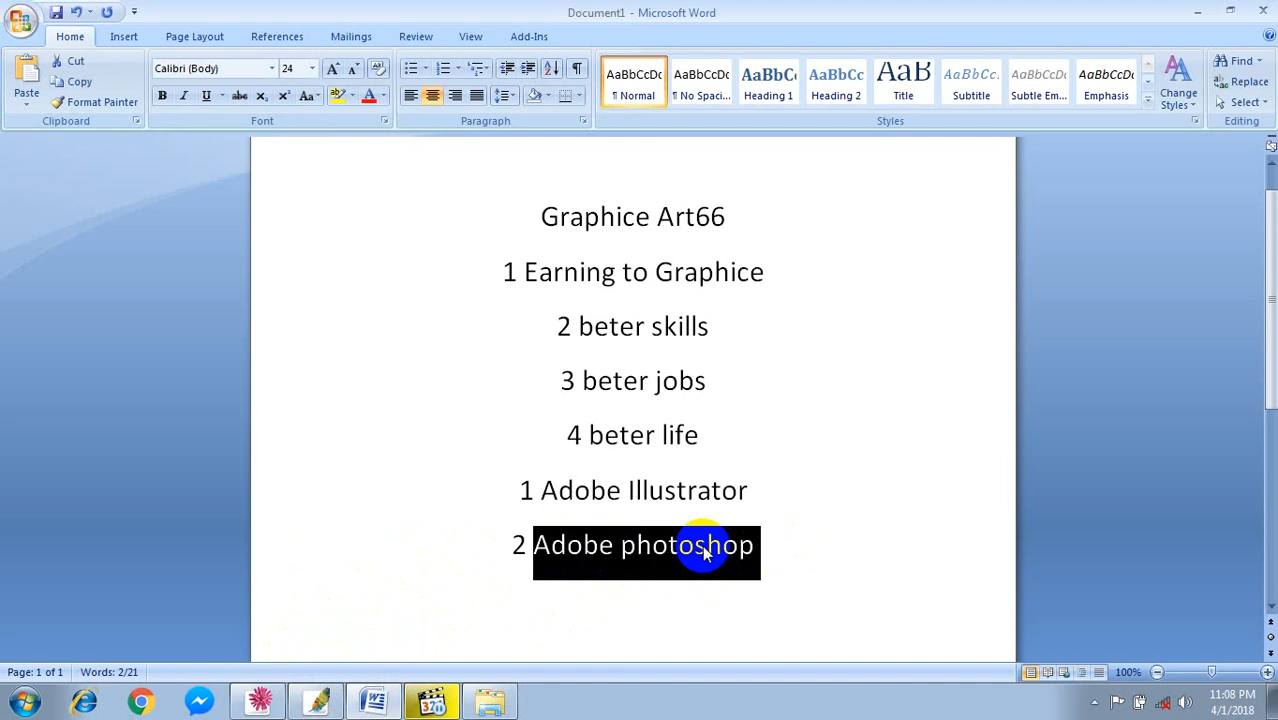 Document1 - Microsoft Word
Home Insert Page Layout References Mailings Review View Add-Ins
Paste
Cut
Copy
Format Painter
Clipboard
Calibri (Body) 24
Font
Paragraph
AaBbCcDc AaBbCcDc AaBbC AaBbCc AaB AaBbCc. AaBbCcDc AaBbCcDc
¶ Normal ¶ No Spaci... Heading 1 Heading 2 Title Subtitle Subtle Em... Emphasis
Change Styles
Styles
Find
Replace
Select
Editing
Graphice Art66
1 Earning to Graphice
2 beter skills
3 beter jobs
4 beter life
1 Adobe Illustrator
2 Adobe photoshop
Page: 1 of 1 Words: 2/21 100%
11:08 PM
4/1/2018